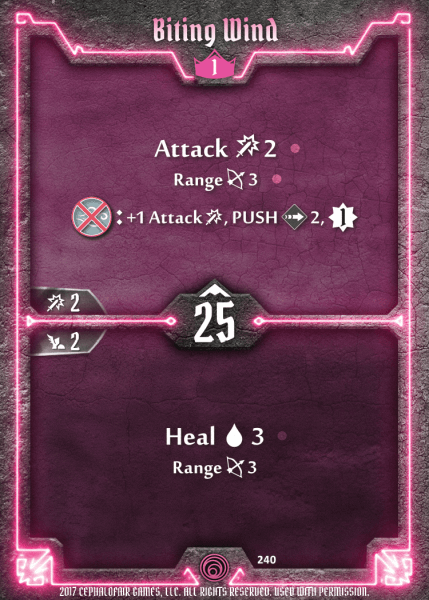 Biting Wind
1
Attack 2
Range 3
: +1 Attack , PUSH 2, 1
2
25
2
Heal 3
Range 3
240
2017 CEPHALOFAIR GAMES, LLC. ALL RIGHTS RESERVED. USED WITH PERMISSION.